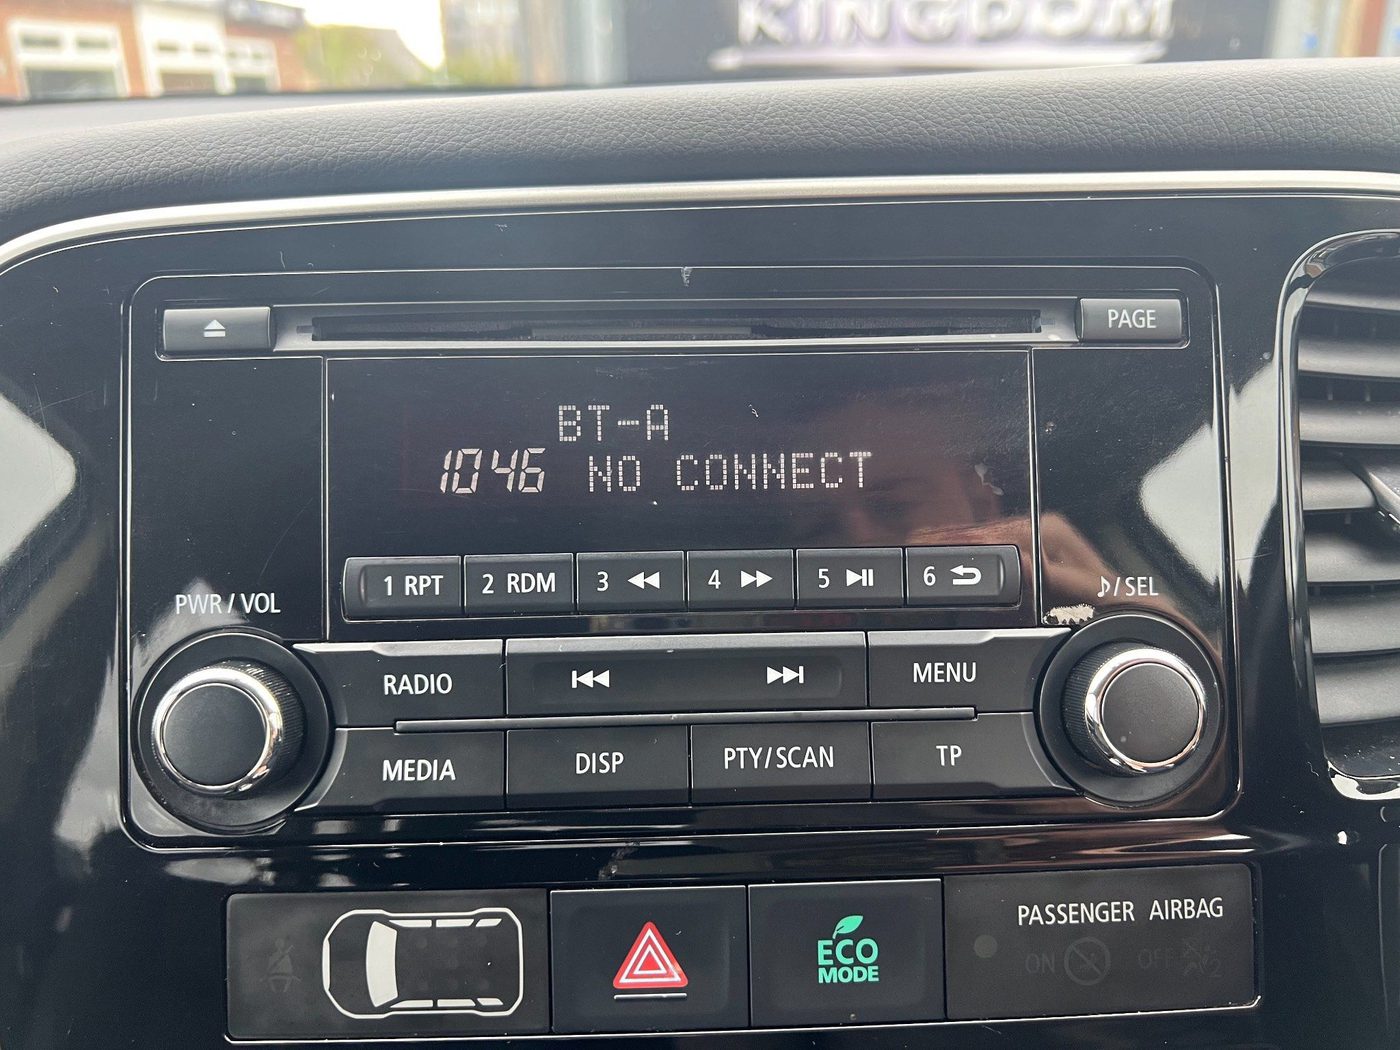 KINGDOM
PAGE
BT-A
1046 NO CONNECT
1 RPT 2 RDM 3 4 5 6
PWR / VOL
♪/ SEL
RADIO MENU
MEDIA DISP PTY/SCAN TP
PASSENGER AIRBAG
ON OFF 2
ECO
MODE